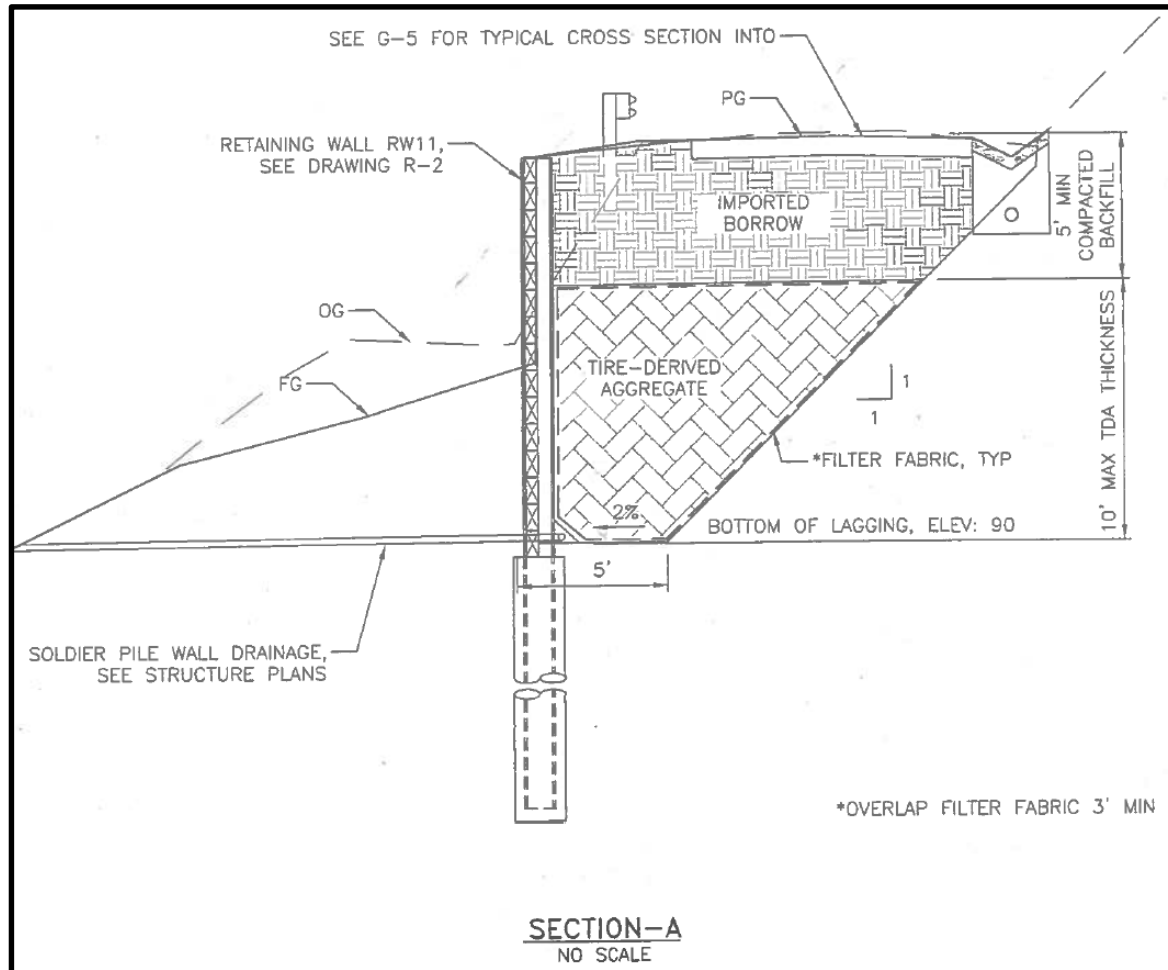 SEE G-5 FOR TYPICAL CROSS SECTION INTO
PG
RETAINING WALL RW11,
SEE DRAWING R-2
IMPORTED
BORROW
5' MIN
COMPACTED
BACKFILL
OG
TIRE-DERIVED
AGGREGATE
FG
1
1
*FILTER FABRIC, TYP
10' MAX TDA THICKNESS
2%
BOTTOM OF LAGGING, ELEV: 90
5'
SOLDIER PILE WALL DRAINAGE,
SEE STRUCTURE PLANS
*OVERLAP FILTER FABRIC 3' MIN
SECTION-A
NO SCALE